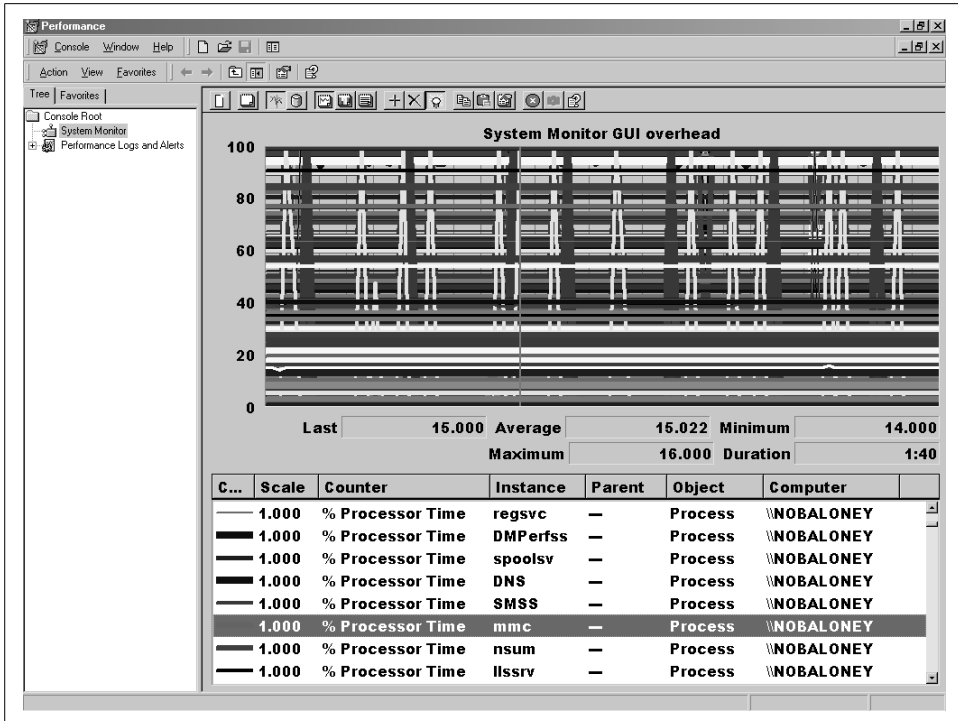 Performance
Console Window Help
Action View Favorites
Tree Favorites
Console Root
System Monitor
Performance Logs and Alerts
System Monitor GUI overhead
100
80
60
40
20
0
Last 15.000 Average 15.022 Minimum 14.000
Maximum 16.000 Duration 1:40
C... Scale Counter Instance Parent Object Computer
1.000 % Processor Time regsvc — Process \\NOBALONEY
1.000 % Processor Time DMPerfss — Process \\NOBALONEY
1.000 % Processor Time spoolsv — Process \\NOBALONEY
1.000 % Processor Time DNS — Process \\NOBALONEY
1.000 % Processor Time SMSS — Process \\NOBALONEY
1.000 % Processor Time mmc — Process \\NOBALONEY
1.000 % Processor Time nsum — Process \\NOBALONEY
1.000 % Processor Time llssrv — Process \\NOBALONEY